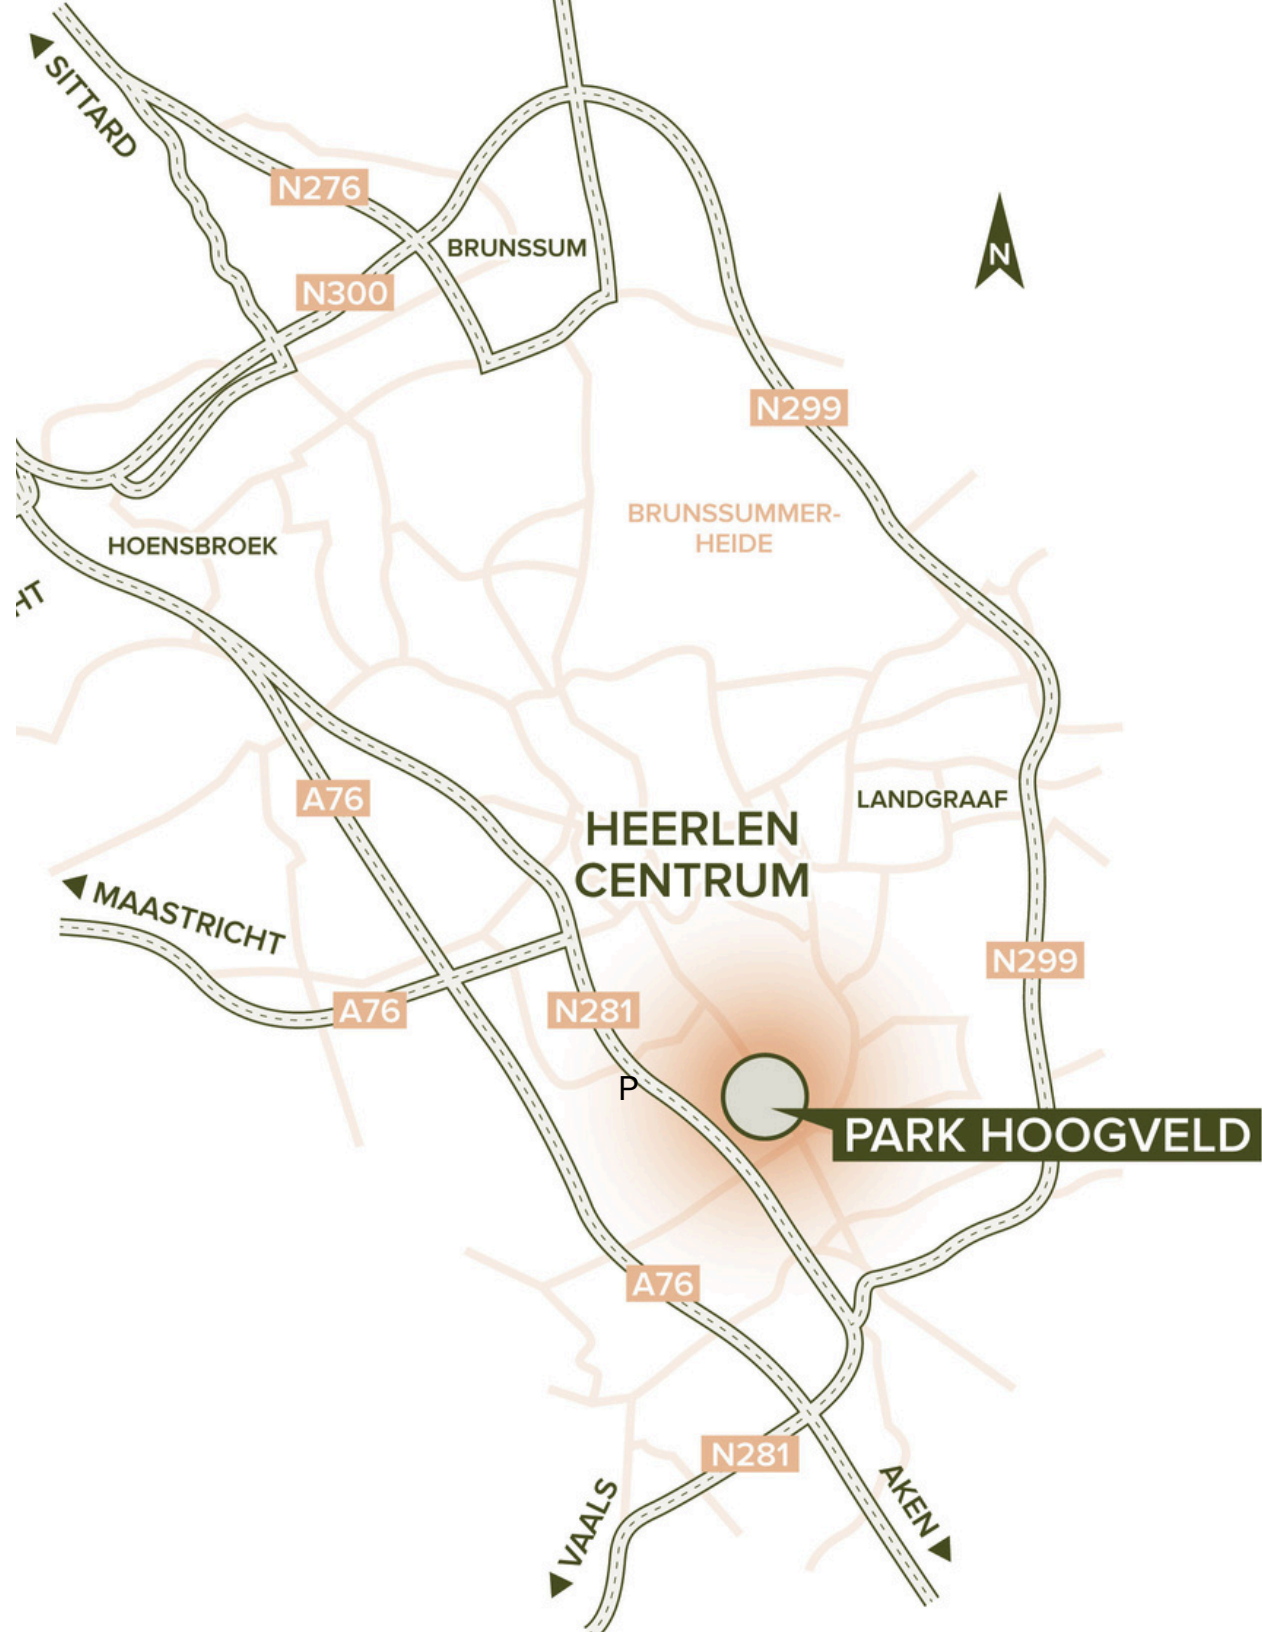 SITTARD
N276
BRUNSSUM
N
N300
N299
BRUNSSUMMER-
HEIDE
HOENSBROEK
HT
A76
LANDGRAAF
HEERLEN
CENTRUM
MAASTRICHT
N299
A76
N281
P
PARK HOOGVELD
A76
N281
AKEN
VAALS